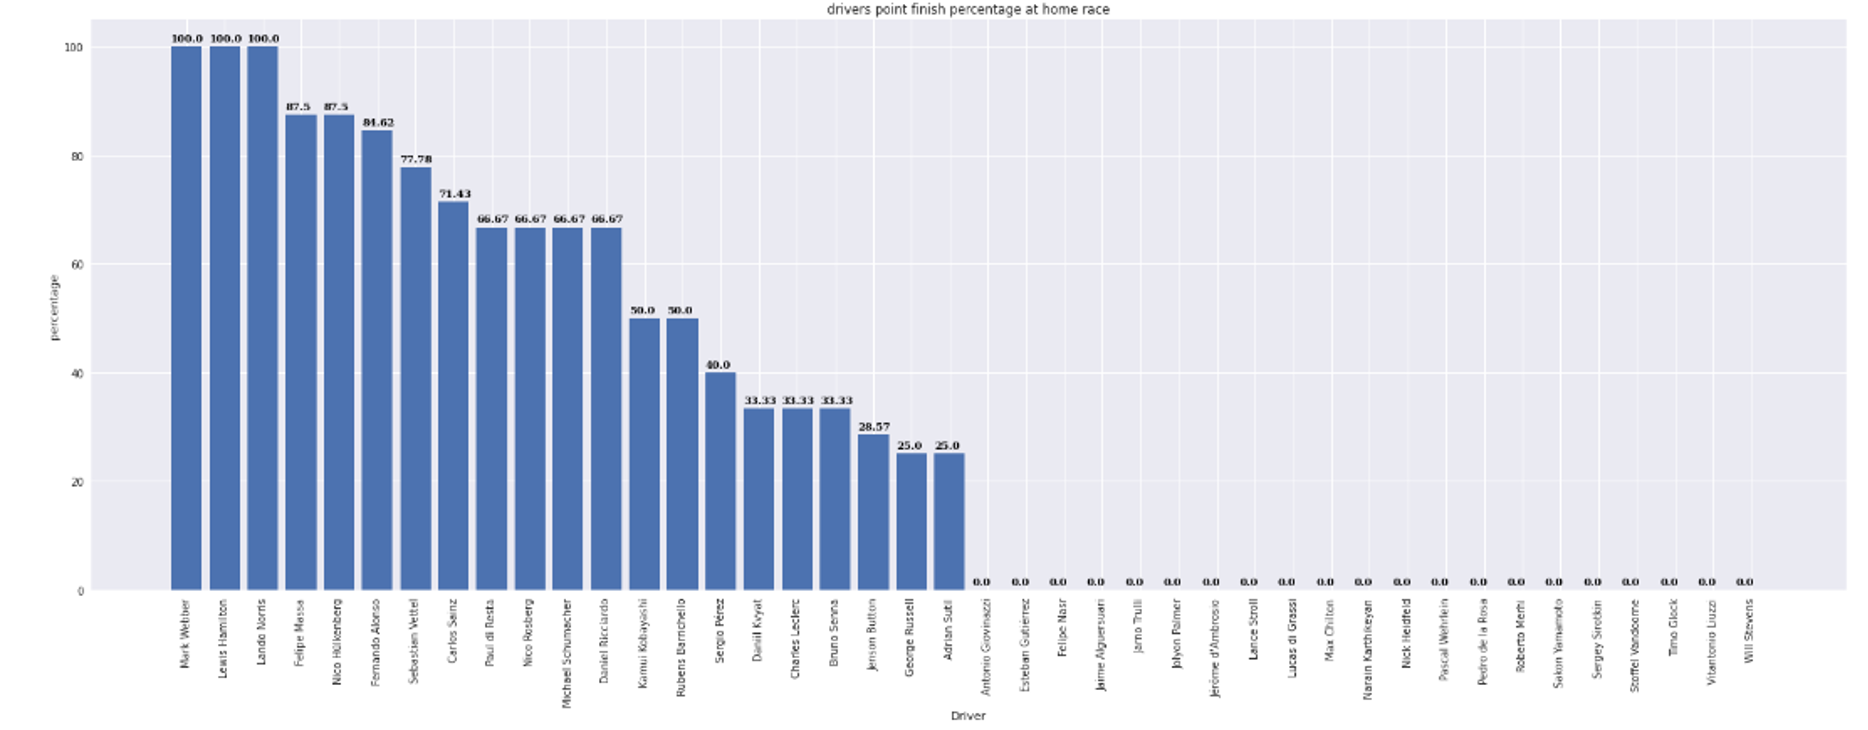 drivers point finish percentage at home race
percentage
100
80
60
40
20
0
100.0 100.0 100.0
87.5 87.5
84.62
77.78
71.43
66.67 66.67 66.67 66.67
50.0 50.0
40.0
33.33 33.33 33.33
28.57
25.0 25.0
0.0 0.0 0.0 0.0 0.0 0.0 0.0 0.0 0.0 0.0 0.0 0.0 0.0 0.0 0.0 0.0 0.0 0.0 0.0 0.0 0.0
Mark Webber
Lewis Hamilton
Lando Norris
Felipe Massa
Nico Hülkenberg
Fernando Alonso
Sebastian Vettel
Carlos Sainz
Paul di Resta
Nico Rosberg
Michael Schumacher
Daniel Ricciardo
Kamui Kobayashi
Rubens Barrichello
Sergio Pérez
Daniil Kvyat
Charles Leclerc
Bruno Senna
Jenson Button
George Russell
Adrian Sutil
Antonio Giovinazzi
Esteban Gutiérrez
Felipe Nasr
Jaime Alguersuari
Jarno Trulli
Jolyon Palmer
Jérôme d'Ambrosio
Lance Stroll
Lucas di Grassi
Max Chilton
Narain Karthikeyan
Nick Heidfeld
Pascal Wehrlein
Pedro de la Rosa
Roberto Merhi
Sakon Yamamoto
Sergey Sirotkin
Stoffel Vandoorne
Timo Glock
Vitantonio Liuzzi
Will Stevens
Driver